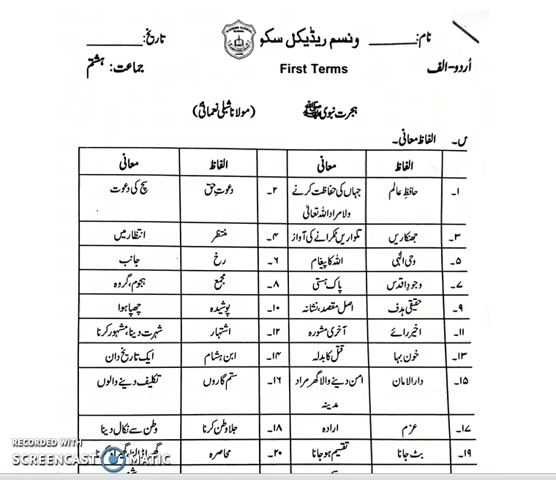 نام: ونسم ریڈیکل سکو تاریخ:
اُردو-الف First Terms جماعت: ہشتم
ہجرت نبوی ﷺ (مولانا شبلی نعمانی)
س۔ الفاظ معانی۔
الفاظ معانی الفاظ معانی
۱۔ حافظِ عالم جہاں کی حفاظت کرنے ولا مراد اللہ تعالیٰ ۲۔ دعوتِ حق سچ کی دعوت
۳۔ جھنکاریں تلواریں ٹکرانے کی آواز ۴۔ منتظر انتظار میں
۵۔ وحی الٰہی اللہ کا پیغام ۶۔ رخ جانب
۷۔ وجودِ اقدس پاک ہستی ۸۔ مجمع ہجوم، گروہ
۹۔ حقیقی ہدف اصل مقصد، نشانہ ۱۰۔ پوشیدہ چھپا ہوا
۱۱۔ اخیر رائے آخری مشورہ ۱۲۔ اشتہار شہرت دینا، مشہور کرنا
۱۳۔ خون بہا قتل کا بدلہ ۱۴۔ ابن ہشام ایک تاریخ دان
۱۵۔ دارالامان امن دینے والا گھر مراد مدینہ ۱۶۔ ستم گاروں تکلیف دینے والوں
۱۷۔ عزم ارادہ ۱۸۔ جلا وطن کرنا وطن سے نکال دینا
۱۹۔ بٹ جانا تقسیم ہو جانا ۲۰۔ محاصرہ
RECORDED WITH
SCREENCAST MATIC